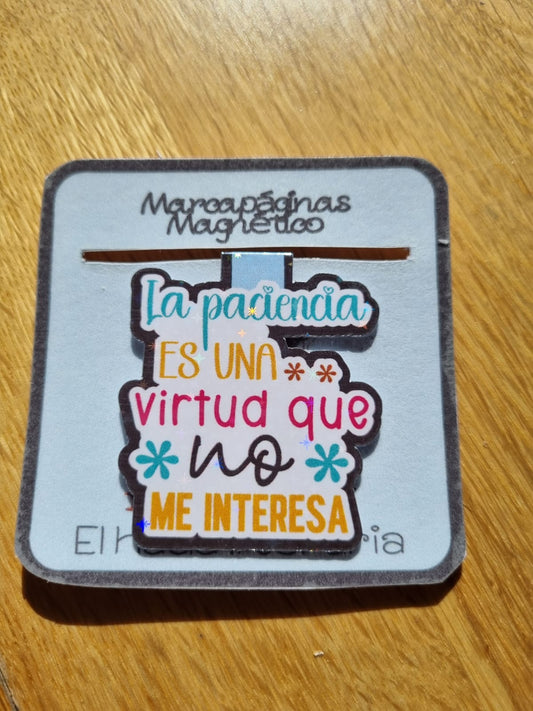 Marcapáginas
Magnético
La paciencia
ES UNA
virtud que
no
ME INTERESA
El